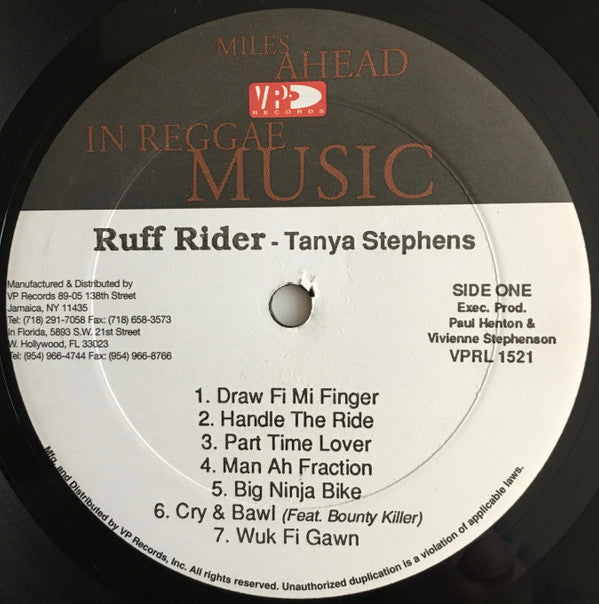 MILES
AHEAD
VP
RECORDS
IN REGGAE
MUSIC
Ruff Rider - Tanya Stephens
Manufactured & Distributed by
VP Records 89-05 138th Street
Jamaica, NY 11435
Tel: (718) 291-7058 Fax: (718) 658-3573
In Florida, 5893 S.W. 21st Street
W. Hollywood, FL 33023
Tel: (954) 966-4744 Fax: (954) 966-8766
SIDE ONE
Exec. Prod.
Paul Henton &
Vivienne Stephenson
VPRL 1521
1. Draw Fi Mi Finger
2. Handle The Ride
3. Part Time Lover
4. Man Ah Fraction
5. Big Ninja Bike
6. Cry & Bawl (Feat. Bounty Killer)
7. Wuk Fi Gawn
Mfg. and Distributed by VP Records, Inc. All rights reserved. Unauthorized duplication is a violation of applicable laws.